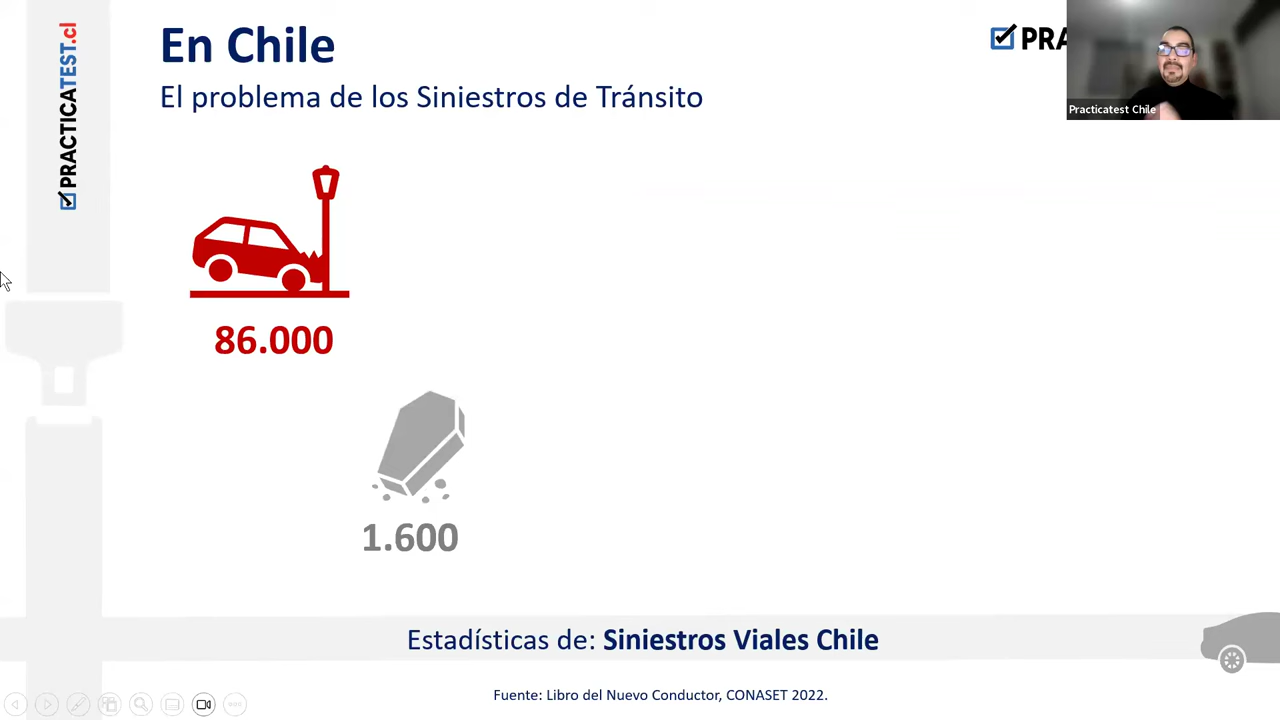 En Chile
El problema de los Siniestros de Tránsito
PRACTICATEST.cl
PRA
Practicatest Chile
86.000
1.600
Estadísticas de: Siniestros Viales Chile
Fuente: Libro del Nuevo Conductor, CONASET 2022.